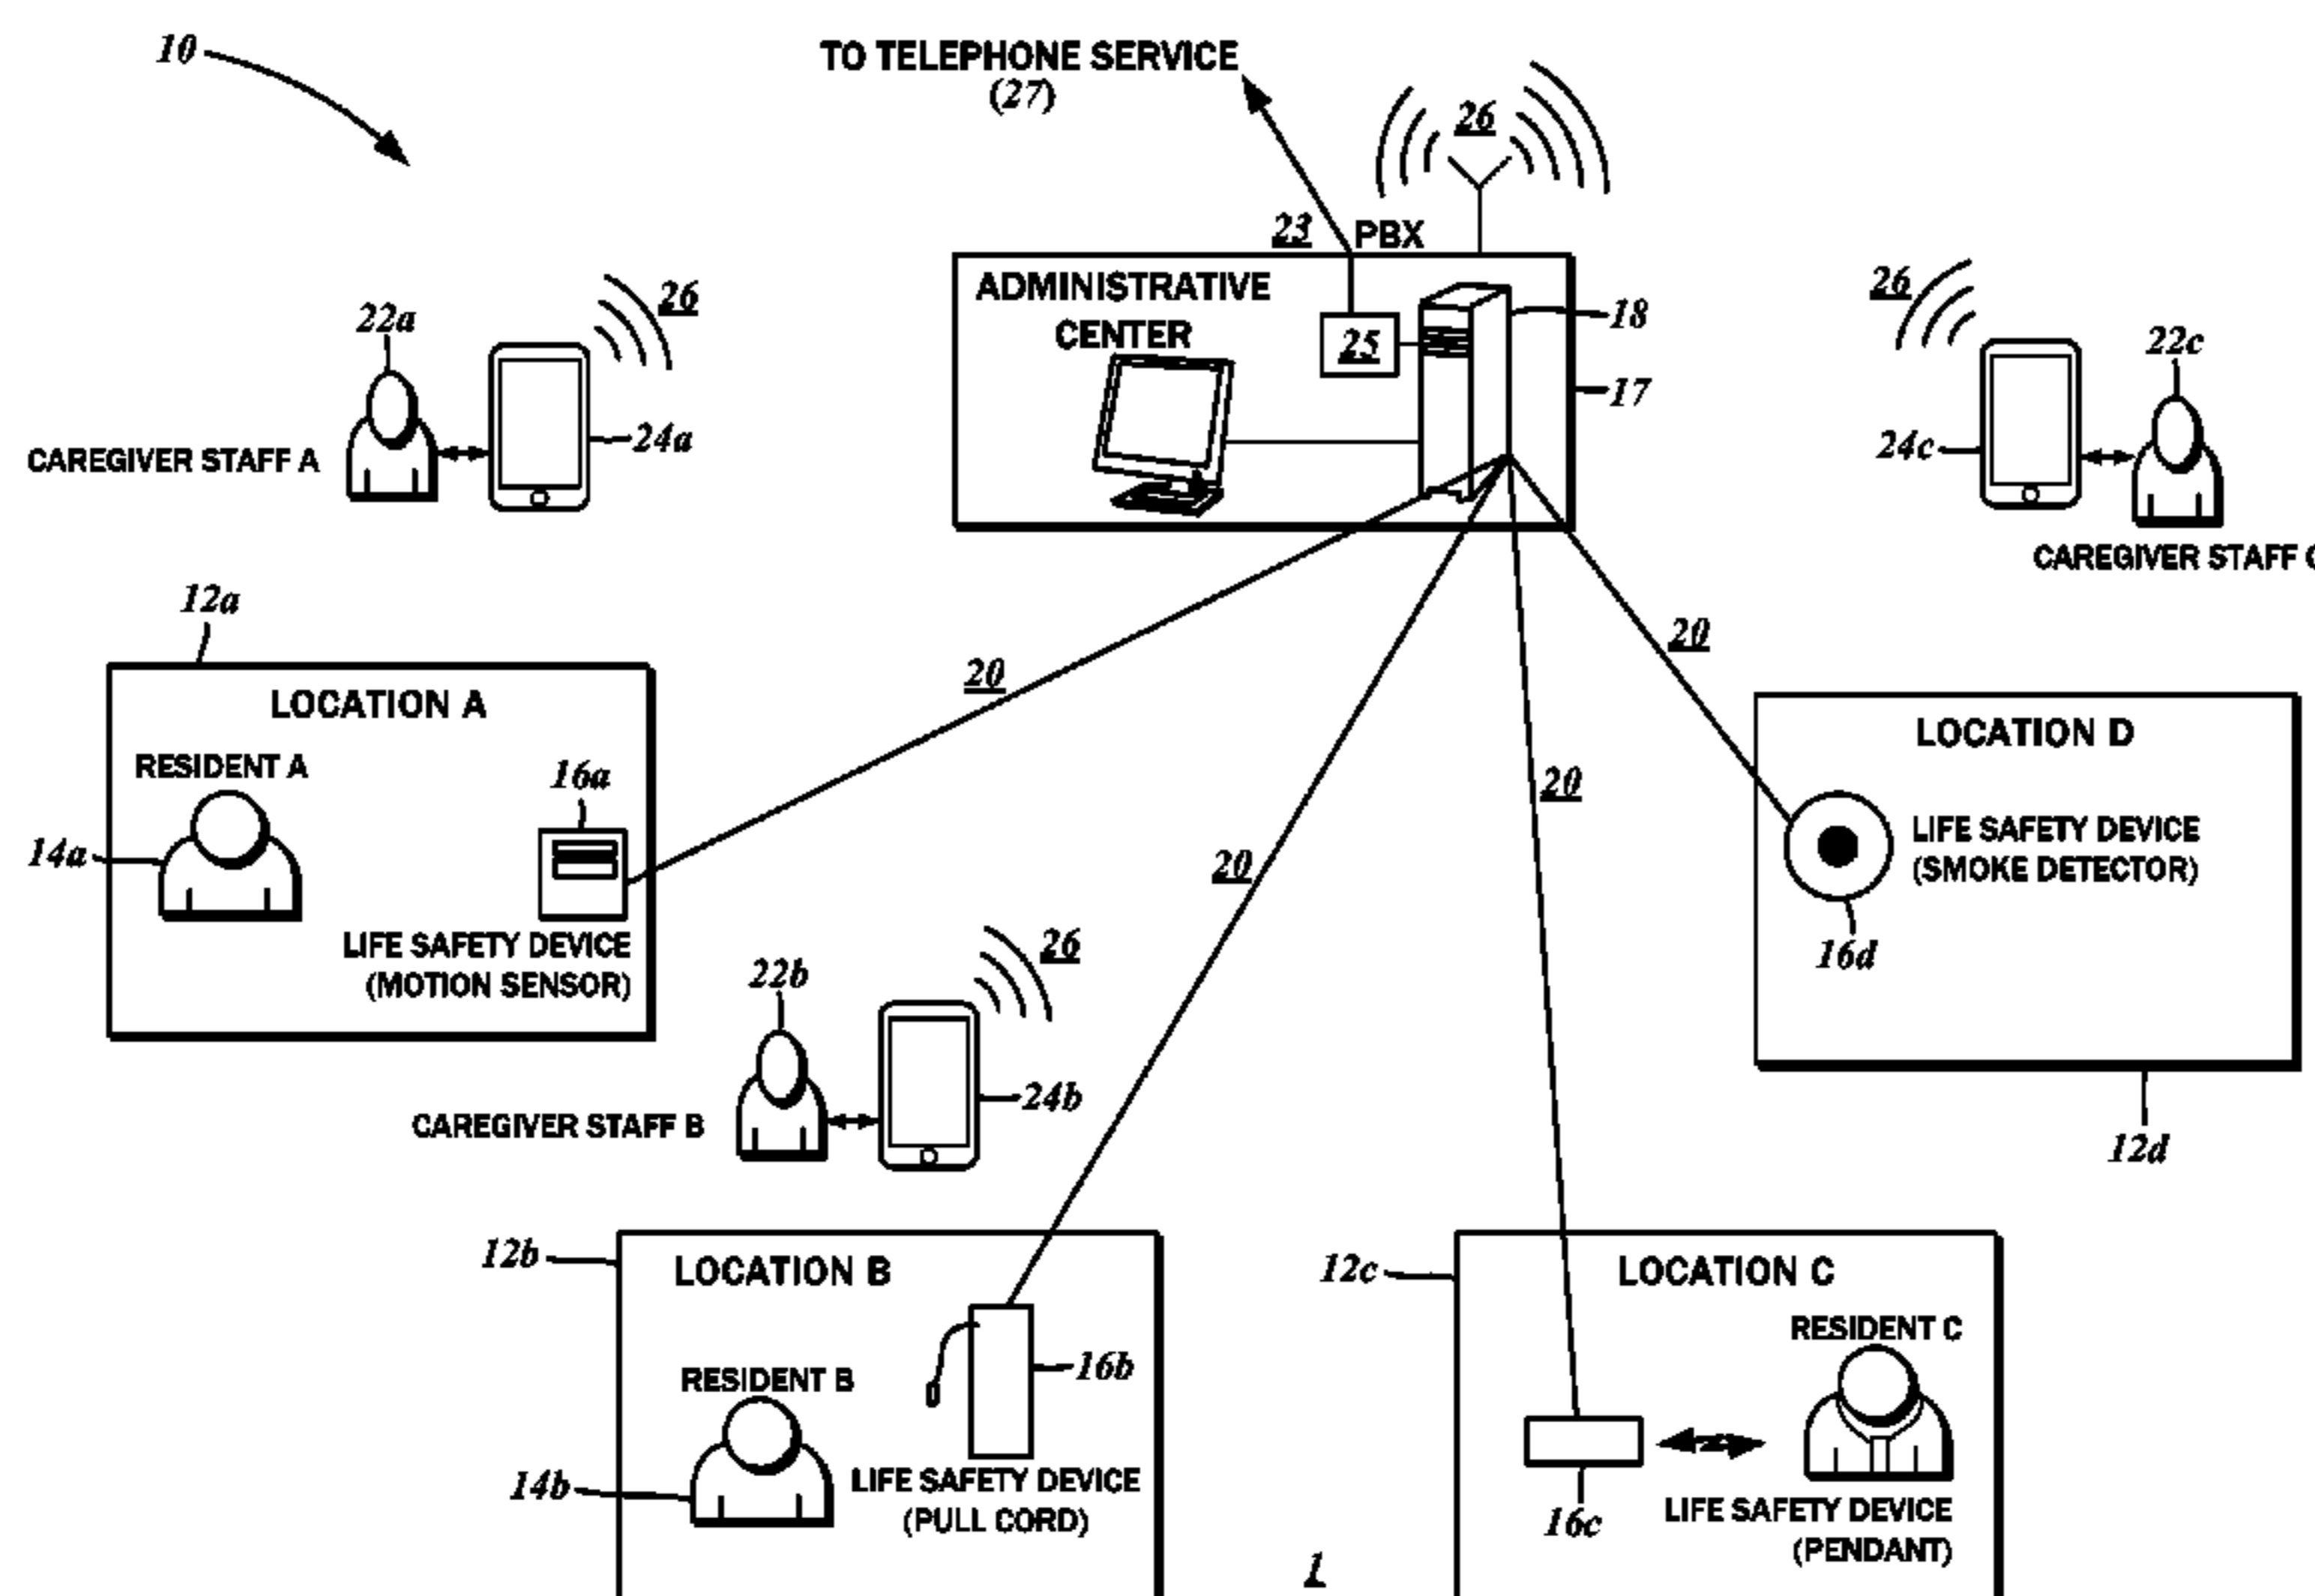 10
TO TELEPHONE SERVICE
(27)
26
23 PBX
ADMINISTRATIVE
CENTER
25
18
17
26
22a
24a
CAREGIVER STAFF A
26
22c
24c
CAREGIVER STAFF
12a
LOCATION A
RESIDENT A
16a
14a
LIFE SAFETY DEVICE
(MOTION SENSOR)
20
20
20
20
LOCATION D
LIFE SAFETY DEVICE
(SMOKE DETECTOR)
16d
12d
22b
26
24b
CAREGIVER STAFF B
12b
LOCATION B
RESIDENT B
16b
14b
LIFE SAFETY DEVICE
(PULL CORD)
12c
LOCATION C
RESIDENT C
16c
LIFE SAFETY DEVICE
(PENDANT)
1